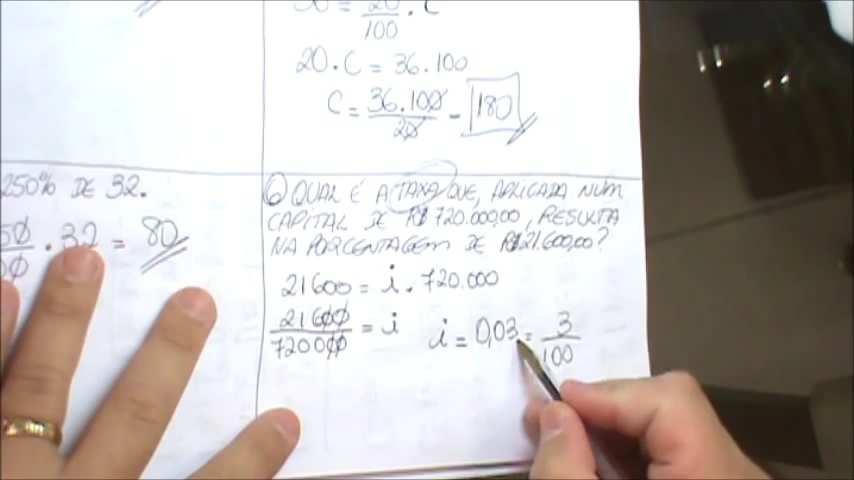 20 . C
100
20 . C = 36.100
C = 36.100 = 180
20
250% DE 32.
. 32 = 80
6 QUAL É A TAXA QUE, APLICADA NUM
CAPITAL DE R$ 720.000,00, RESULTA
NA PORCENTAGEM DE R$ 21.600,00?
21600 = i . 720.000
21600 = i
720000
i = 0,03 = 3
100